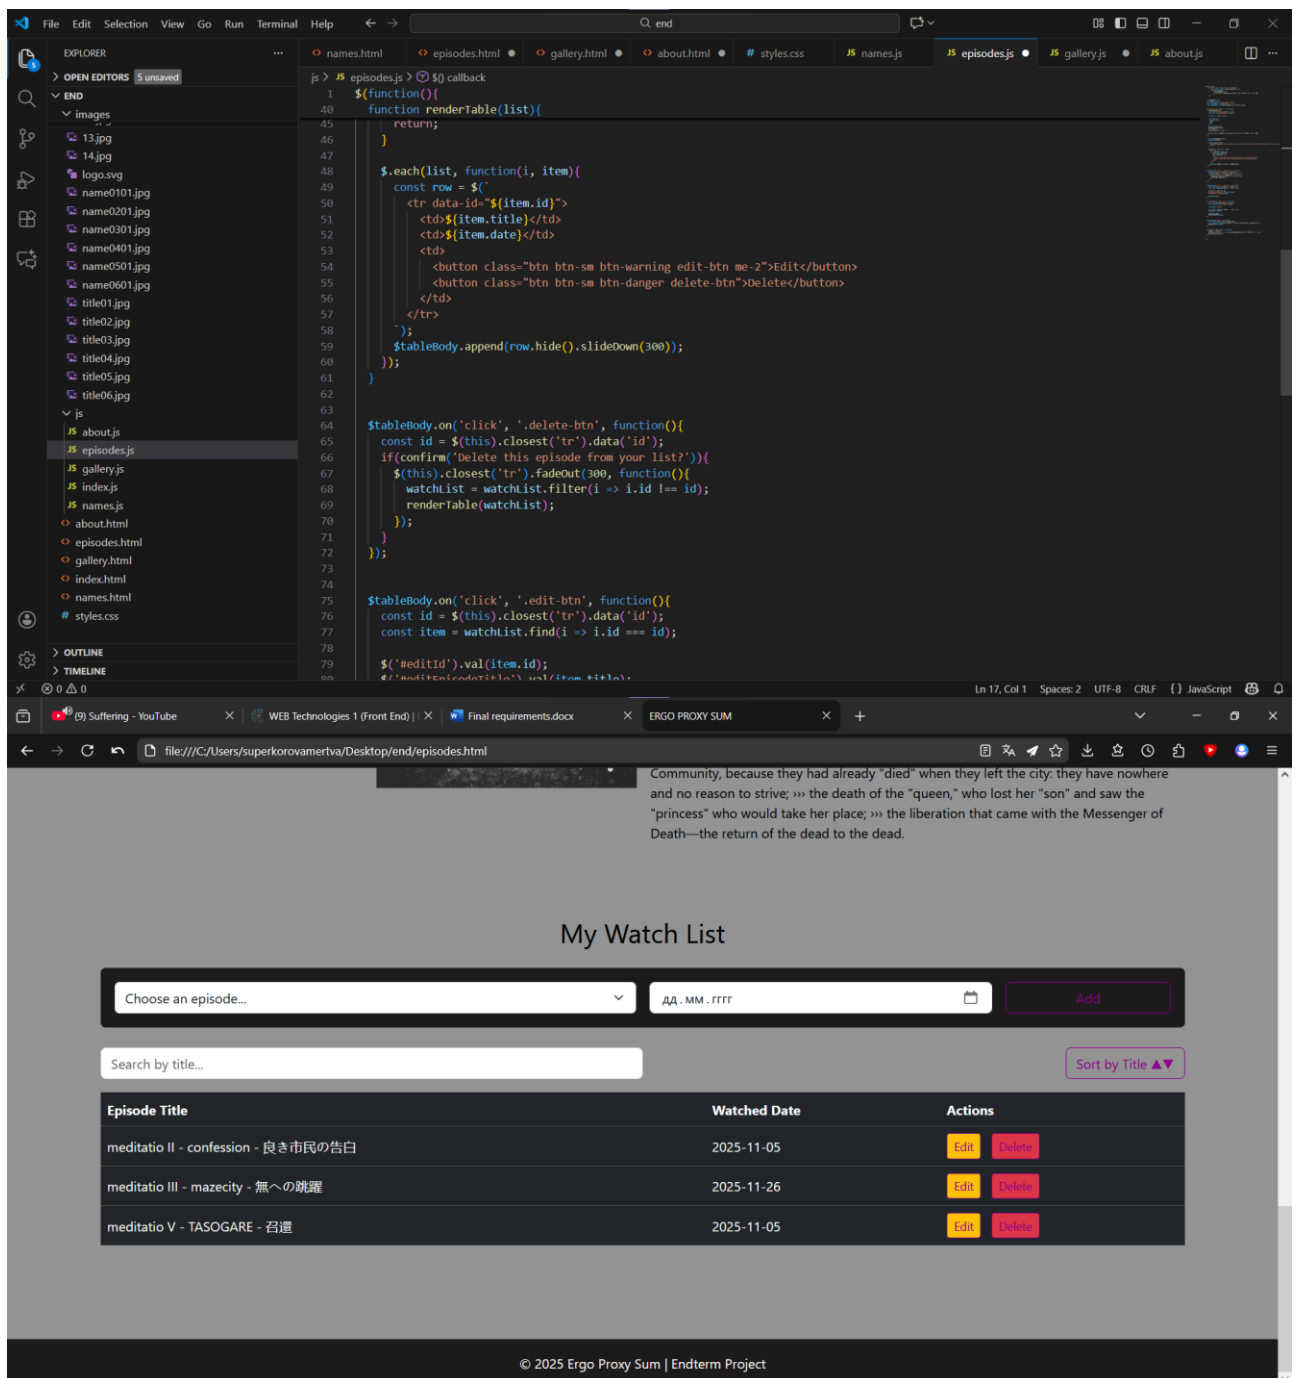 File Edit Selection View Go Run Terminal Help
end
EXPLORER
names.html
episodes.html
gallery.html
about.html
# styles.css
JS names.js
JS episodes.js
JS gallery.js
JS about.js
OPEN EDITORS 5 unsaved
END
images
13.jpg
14.jpg
logo.svg
name0101.jpg
name0201.jpg
name0301.jpg
name0401.jpg
name0501.jpg
name0601.jpg
title01.jpg
title02.jpg
title03.jpg
title04.jpg
title05.jpg
title06.jpg
js
JS about.js
JS episodes.js
JS gallery.js
JS index.js
JS names.js
about.html
episodes.html
gallery.html
index.html
names.html
# styles.css
OUTLINE
TIMELINE
js > JS episodes.js > $() callback
1 $(function(){
40 function renderTable(list){
45 return;
46 }
47
48 $.each(list, function(i, item){
49 const row = $(`
50 <tr data-id="${item.id}">
51 <td>${item.title}</td>
52 <td>${item.date}</td>
53 <td>
54 <button class="btn btn-sm btn-warning edit-btn me-2">Edit</button>
55 <button class="btn btn-sm btn-danger delete-btn">Delete</button>
56 </td>
57 </tr>
58 `);
59 $tableBody.append(row.hide().slideDown(300));
60 });
61 }
62
63
64 $tableBody.on('click', '.delete-btn', function(){
65 const id = $(this).closest('tr').data('id');
66 if(confirm('Delete this episode from your list?')){
67 $(this).closest('tr').fadeOut(300, function(){
68 watchList = watchList.filter(i => i.id !== id);
69 renderTable(watchList);
70 });
71 }
72 });
73
74
75 $tableBody.on('click', '.edit-btn', function(){
76 const id = $(this).closest('tr').data('id');
77 const item = watchList.find(i => i.id === id);
78
79 $('#editId').val(item.id);
80 $('#editEpisodeTitle').val(item.title);
0 0
Ln 17, Col 1 Spaces: 2 UTF-8 CRLF { } JavaScript
(9) Suffering - YouTube
WEB Technologies 1 (Front End) |
Final requirements.docx
ERGO PROXY SUM
file:///C:/Users/superkorovamertva/Desktop/end/episodes.html
Community, because they had already "died" when they left the city: they have nowhere
and no reason to strive; ››› the death of the "queen," who lost her "son" and saw the
"princess" who would take her place; ››› the liberation that came with the Messenger of
Death—the return of the dead to the dead.
My Watch List
Choose an episode...
дд.мм.гггг
Add
Search by title...
Sort by Title ▲▼
Episode Title Watched Date Actions
meditatio II - confession - 良き市民の告白 2025-11-05 Edit Delete
meditatio III - mazecity - 無への跳躍 2025-11-26 Edit Delete
meditatio V - TASOGARE - 召還 2025-11-05 Edit Delete
© 2025 Ergo Proxy Sum | Endterm Project